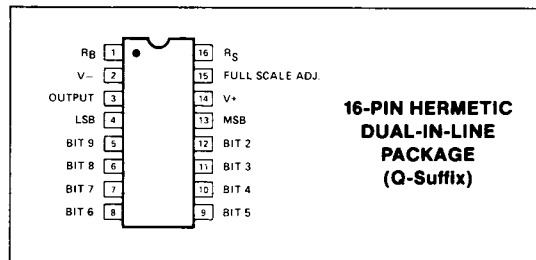 RB 1 16 RS
V− 2 15 FULL SCALE ADJ.
OUTPUT 3 14 V+
LSB 4 13 MSB
BIT 9 5 12 BIT 2
BIT 8 6 11 BIT 3
BIT 7 7 10 BIT 4
BIT 6 8 9 BIT 5
16-PIN HERMETIC
DUAL-IN-LINE
PACKAGE
(Q-Suffix)